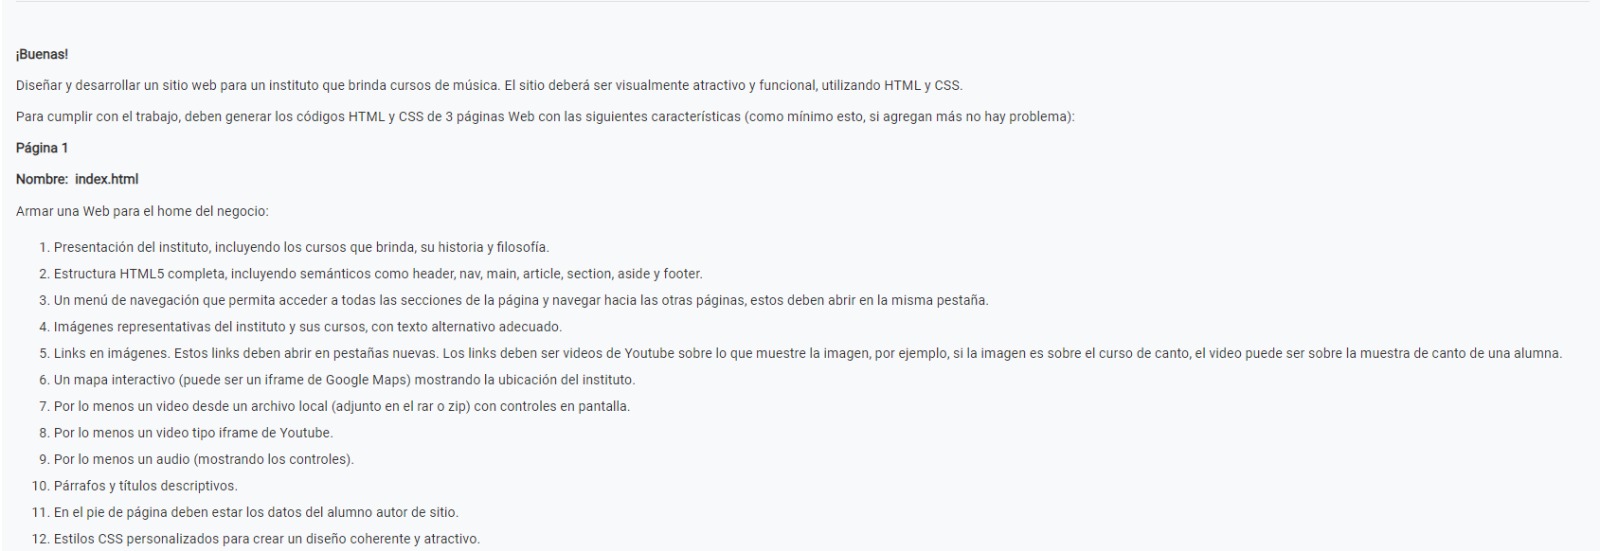 ¡Buenas!
Diseñar y desarrollar un sitio web para un instituto que brinda cursos de música. El sitio deberá ser visualmente atractivo y funcional, utilizando HTML y CSS.
Para cumplir con el trabajo, deben generar los códigos HTML y CSS de 3 páginas Web con las siguientes características (como mínimo esto, si agregan más no hay problema):
Página 1
Nombre: index.html
Armar una Web para el home del negocio:
1. Presentación del instituto, incluyendo los cursos que brinda, su historia y filosofía.
2. Estructura HTML5 completa, incluyendo semánticos como header, nav, main, article, section, aside y footer.
3. Un menú de navegación que permita acceder a todas las secciones de la página y navegar hacia las otras páginas, estos deben abrir en la misma pestaña.
4. Imágenes representativas del instituto y sus cursos, con texto alternativo adecuado.
5. Links en imágenes. Estos links deben abrir en pestañas nuevas. Los links deben ser videos de Youtube sobre lo que muestre la imagen, por ejemplo, si la imagen es sobre el curso de canto, el video puede ser sobre la muestra de canto de una alumna.
6. Un mapa interactivo (puede ser un iframe de Google Maps) mostrando la ubicación del instituto.
7. Por lo menos un video desde un archivo local (adjunto en el rar o zip) con controles en pantalla.
8. Por lo menos un video tipo iframe de Youtube.
9. Por lo menos un audio (mostrando los controles).
10. Párrafos y títulos descriptivos.
11. En el pie de página deben estar los datos del alumno autor de sitio.
12. Estilos CSS personalizados para crear un diseño coherente y atractivo.